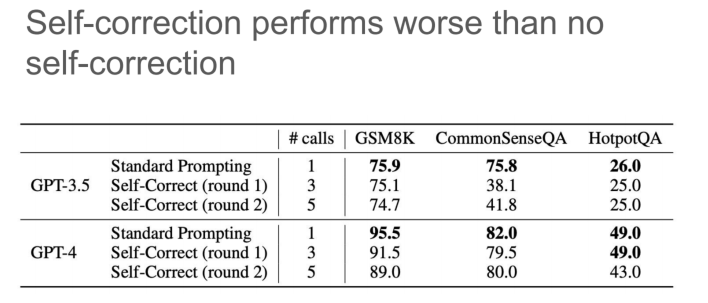 Self-correction performs worse than no
self-correction
# calls GSM8K CommonSenseQA HotpotQA
Standard Prompting 1 75.9 75.8 26.0
GPT-3.5 Self-Correct (round 1) 3 75.1 38.1 25.0
Self-Correct (round 2) 5 74.7 41.8 25.0
Standard Prompting 1 95.5 82.0 49.0
GPT-4 Self-Correct (round 1) 3 91.5 79.5 49.0
Self-Correct (round 2) 5 89.0 80.0 43.0